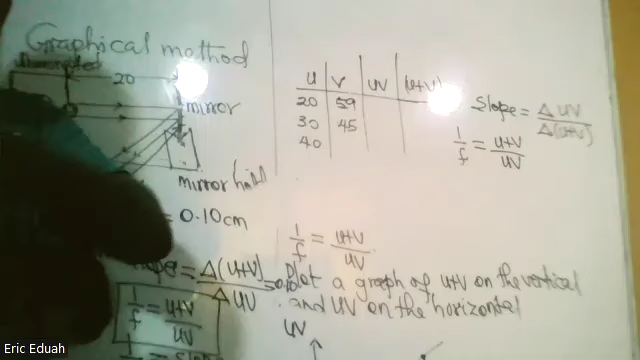 Graphical method
20
mirror
mirror
= 0.10cm
slope = Δ(u+v)
Δ uv
1/f = u+v/uv
1/f =
u v uv (u+v)
20 59
30 45
40
Slope = Δ uv / Δ(u+v)
1/f = u+v/uv
1/f = u+v/uv
Plot a graph of u+v on the vertical
and uv on the horizontal
uv
Eric Eduah